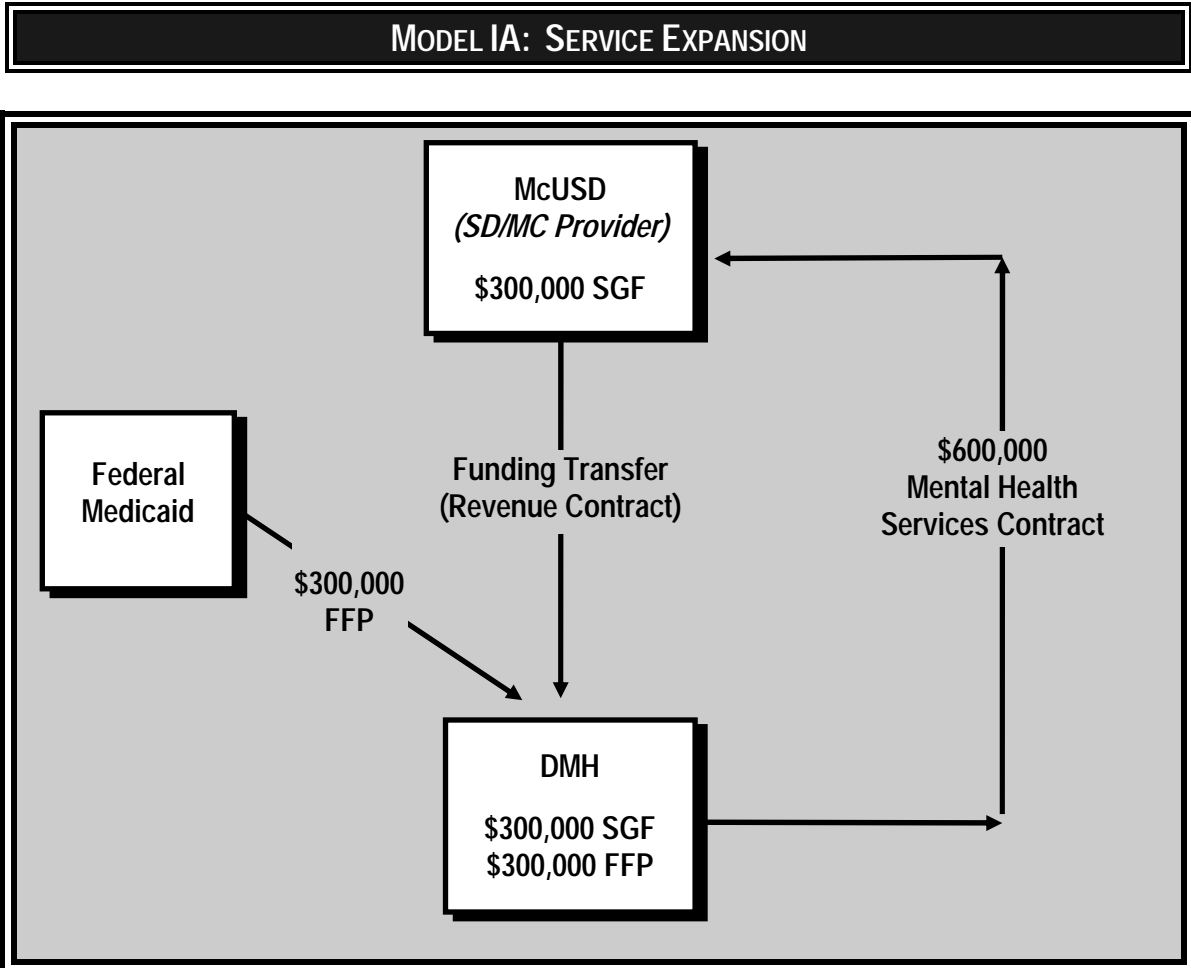 MODEL IA: SERVICE EXPANSION
McUSD
(SD/MC Provider)
$300,000 SGF
Federal
Medicaid
Funding Transfer
(Revenue Contract)
$600,000
Mental Health
Services Contract
$300,000
FFP
DMH
$300,000 SGF
$300,000 FFP